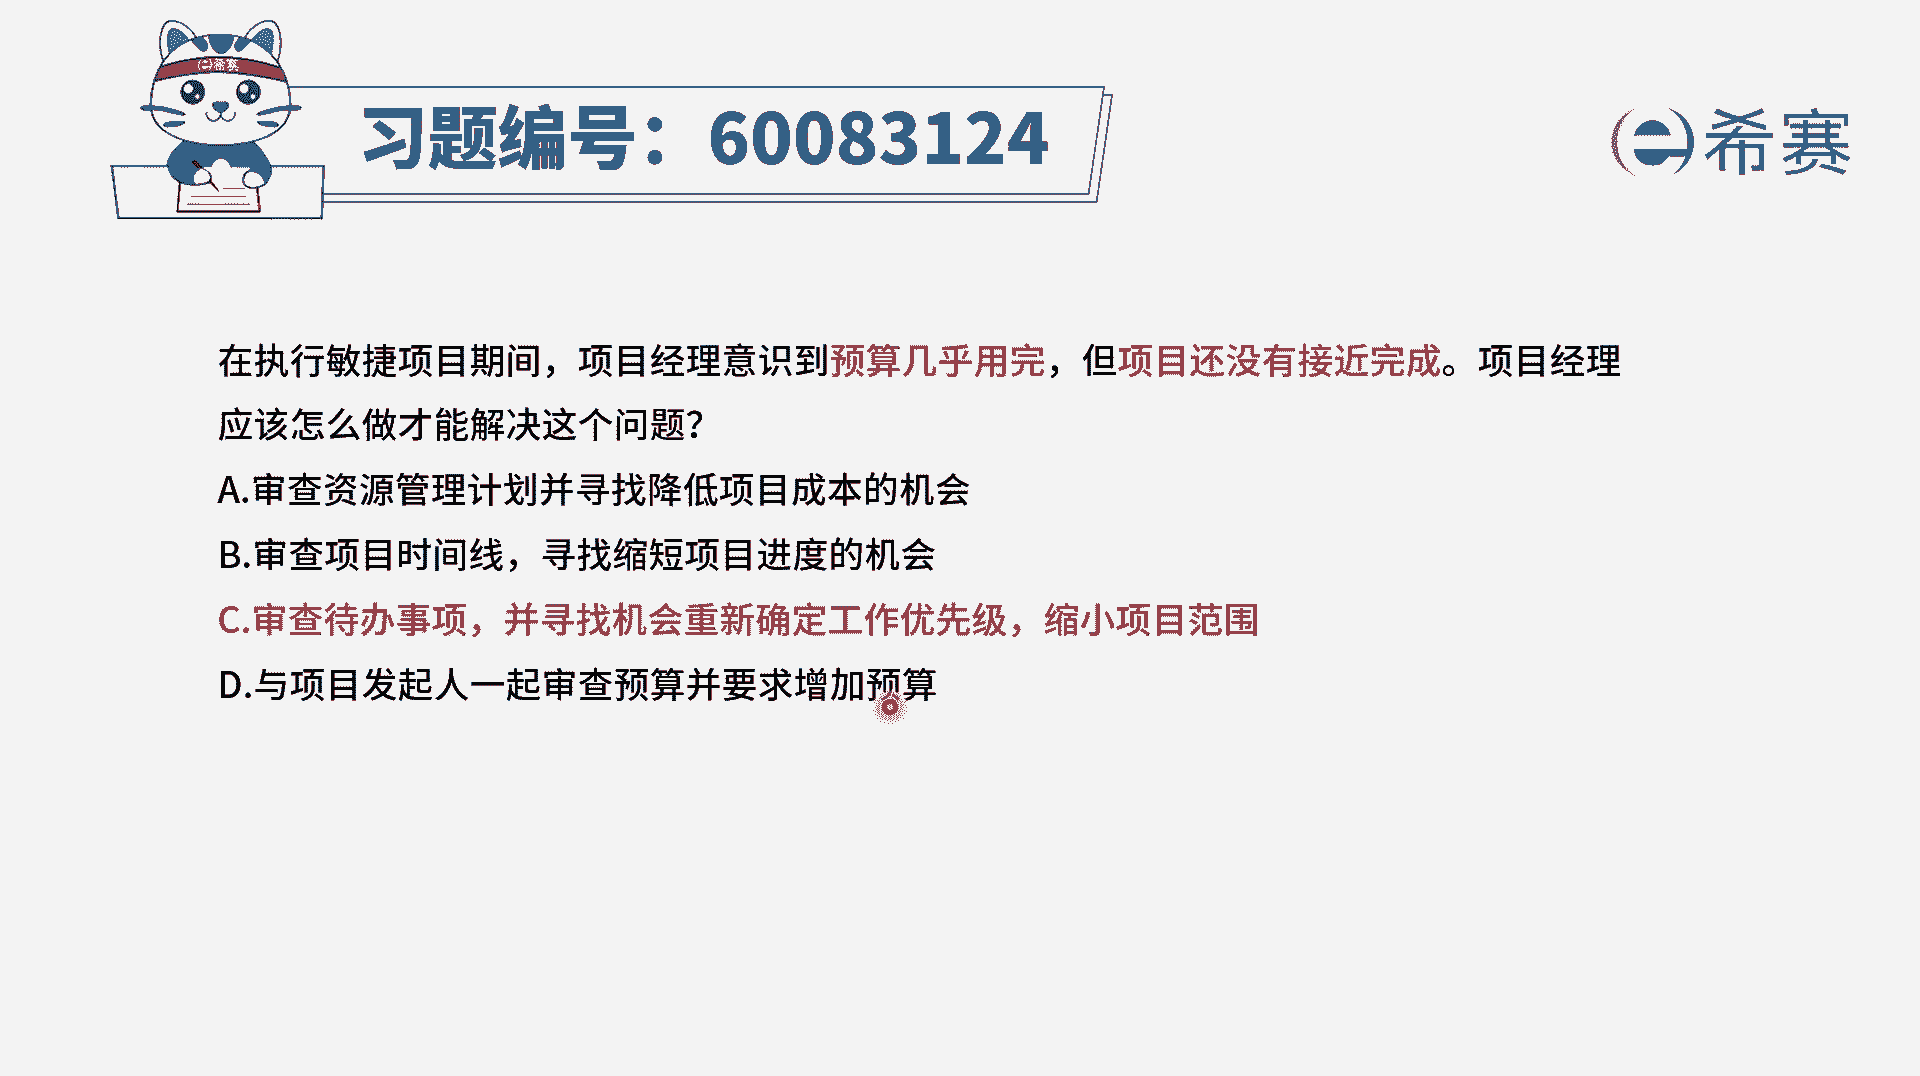 希赛
习题编号：60083124
希赛
在执行敏捷项目期间，项目经理意识到预算几乎用完，但项目还没有接近完成。项目经理
应该怎么做才能解决这个问题？
A.审查资源管理计划并寻找降低项目成本的机会
B.审查项目时间线，寻找缩短项目进度的机会
C.审查待办事项，并寻找机会重新确定工作优先级，缩小项目范围
D.与项目发起人一起审查预算并要求增加预算